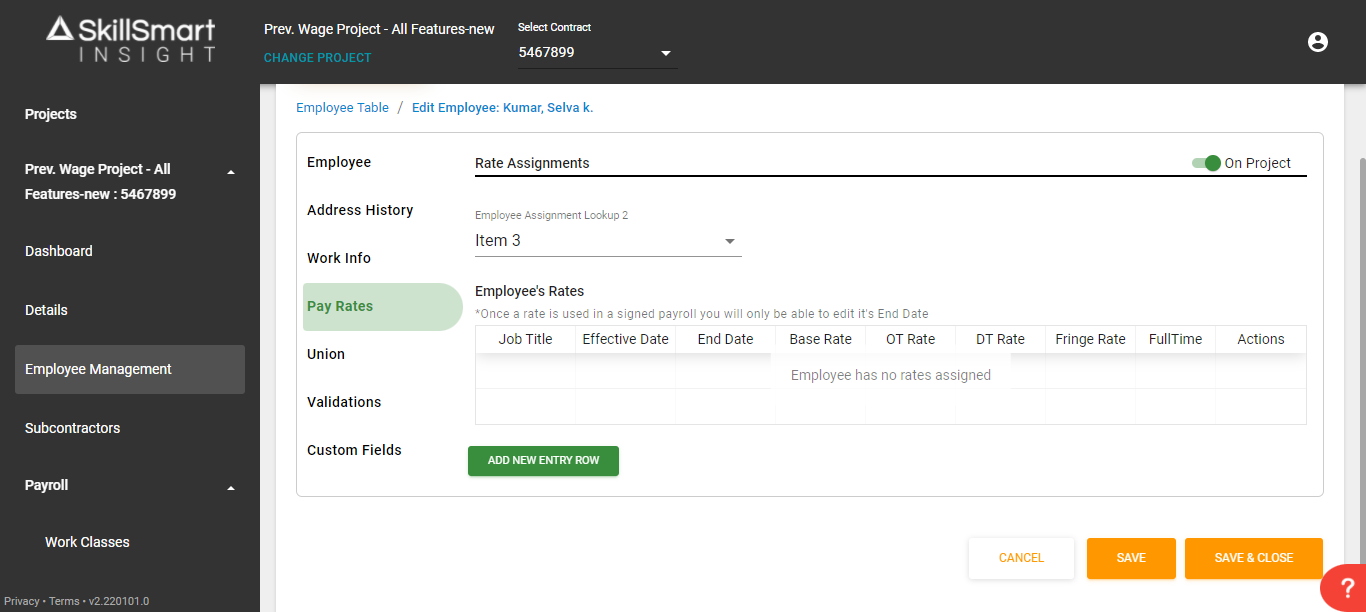 SkillSmart
INSIGHT
Prev. Wage Project - All Features-new
CHANGE PROJECT
Select Contract
5467899
Projects
Prev. Wage Project - All
Features-new : 5467899
Dashboard
Details
Employee Management
Subcontractors
Payroll
Work Classes
Privacy • Terms • v2.220101.0
Employee Table / Edit Employee: Kumar, Selva k.
Employee
Address History
Work Info
Pay Rates
Union
Validations
Custom Fields
Rate Assignments
On Project
Employee Assignment Lookup 2
Item 3
Employee's Rates
*Once a rate is used in a signed payroll you will only be able to edit it's End Date
Job Title Effective Date End Date Base Rate OT Rate DT Rate Fringe Rate FullTime Actions
Employee has no rates assigned
ADD NEW ENTRY ROW
CANCEL SAVE SAVE & CLOSE
?